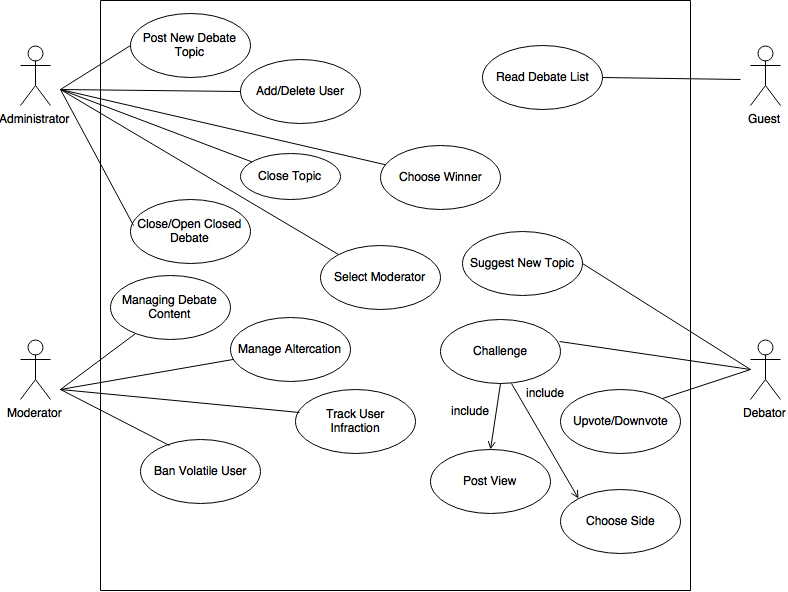 Post New Debate
Topic
Administrator
Add/Delete User
Read Debate List
Guest
Close Topic
Choose Winner
Close/Open Closed
Debate
Select Moderator
Suggest New Topic
Managing Debate
Content
Moderator
Manage Altercation
Challenge
Debator
include
include
Track User
Infraction
Upvote/Downvote
Ban Volatile User
Post View
Choose Side